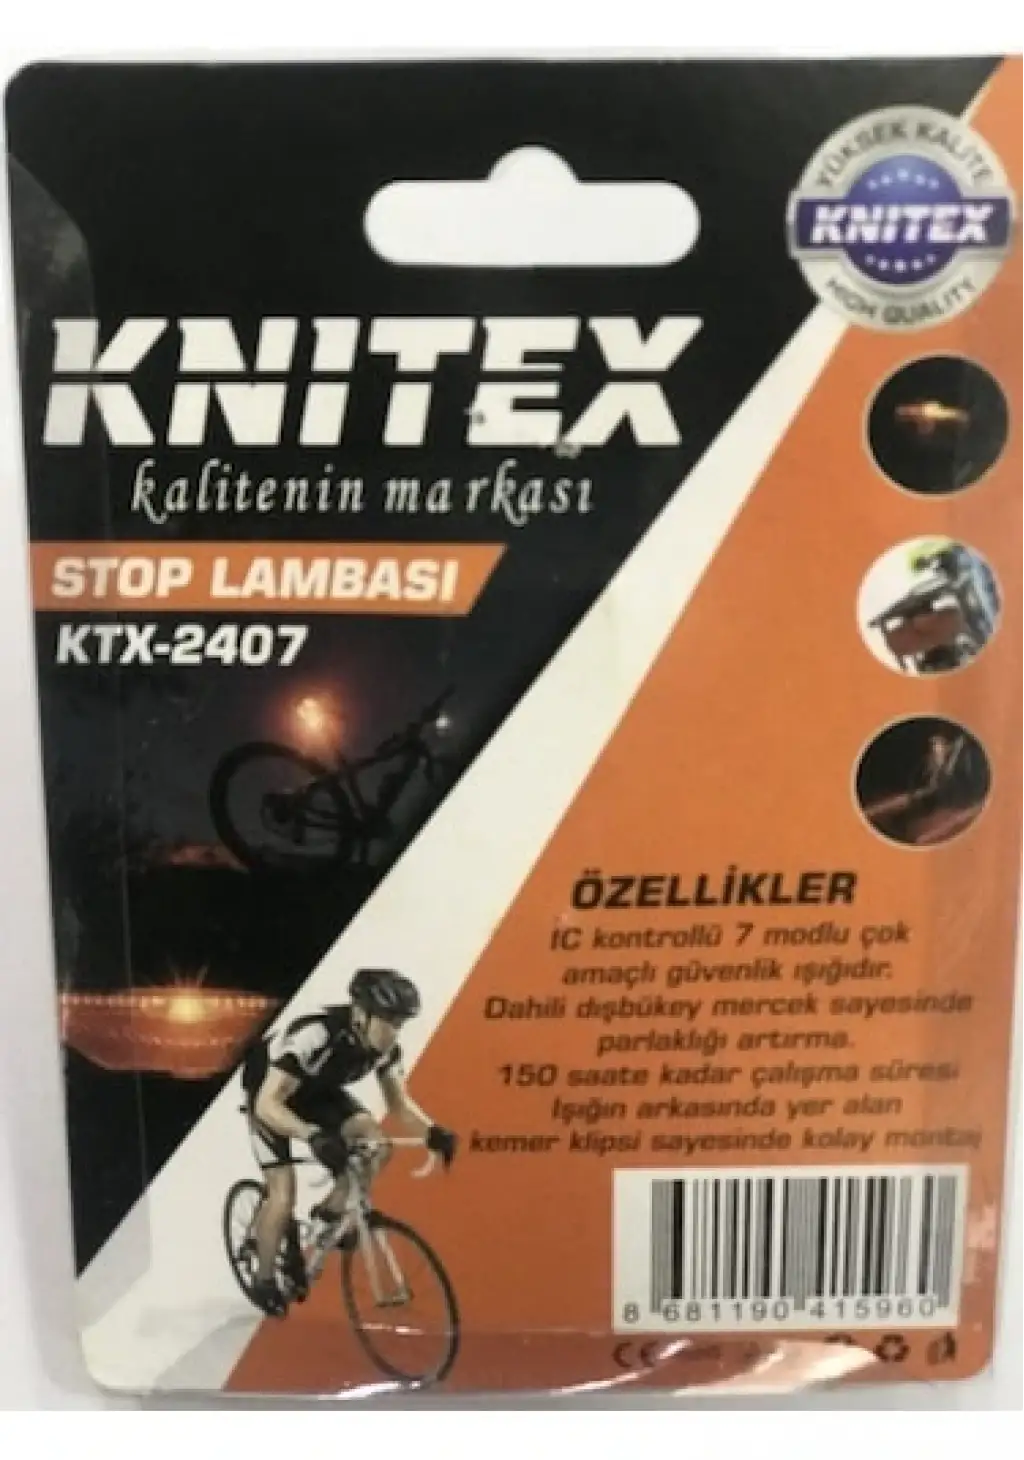 YÜKSEK KALİTE
KNITEX
HIGH QUALITY
KNITEX
kalitenin markası
STOP LAMBASI
KTX-2407
ÖZELLİKLER
İC kontrollü 7 modlu çok
amaçlı güvenlik ışığıdır.
Dahili dışbükey mercek sayesinde
parlaklığı artırma.
150 saate kadar çalışma süresi
Işığın arkasında yer alan
kemer klipsi sayesinde kolay montaj
8 681190 415960
CE